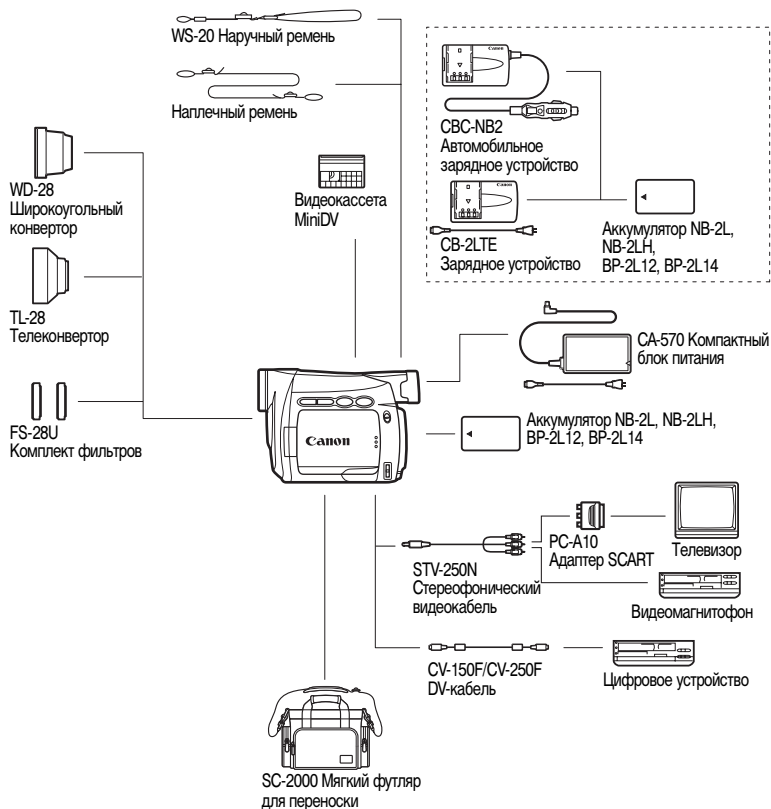 WS-20 Наручный ремень
Наплечный ремень
WD-28
Широкоугольный
конвертор
TL-28
Телеконвертор
FS-28U
Комплект фильтров
Видеокассета
MiniDV
Canon
CBC-NB2
Автомобильное
зарядное устройство
Canon
CB-2LTE
Зарядное устройство
Аккумулятор NB-2L,
NB-2LH,
BP-2L12, BP-2L14
CA-570 Компактный
блок питания
Canon
Аккумулятор NB-2L, NB-2LH,
BP-2L12, BP-2L14
STV-250N
Стереофонический
видеокабель
PC-A10
Адаптер SCART
Телевизор
Видеомагнитофон
CV-150F/CV-250F
DV-кабель
Цифровое устройство
SC-2000 Мягкий футляр
для переноски